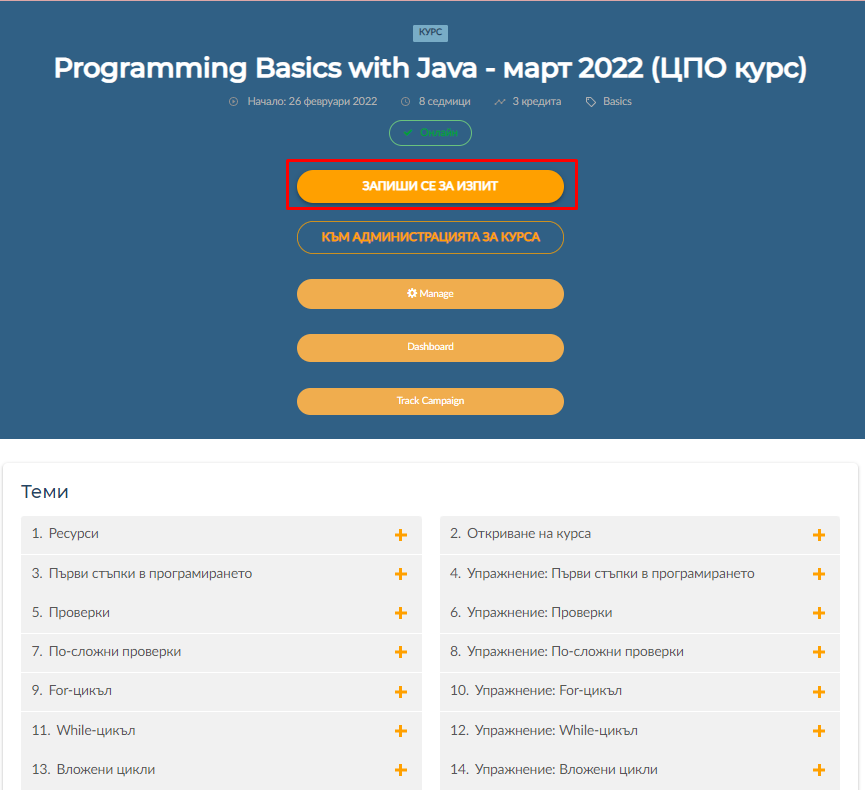 КУРС
Programming Basics with Java - март 2022 (ЦПО курс)
Начало: 26 февруари 2022 8 седмици 3 кредита Basics
Онлайн
ЗАПИШИ СЕ ЗА ИЗПИТ
КЪМ АДМИНИСТРАЦИЯТА ЗА КУРСА
Manage
Dashboard
Track Campaign
Теми
1. Ресурси
2. Откриване на курса
3. Първи стъпки в програмирането
4. Упражнение: Първи стъпки в програмирането
5. Проверки
6. Упражнение: Проверки
7. По-сложни проверки
8. Упражнение: По-сложни проверки
9. For-цикъл
10. Упражнение: For-цикъл
11. While-цикъл
12. Упражнение: While-цикъл
13. Вложени цикли
14. Упражнение: Вложени цикли